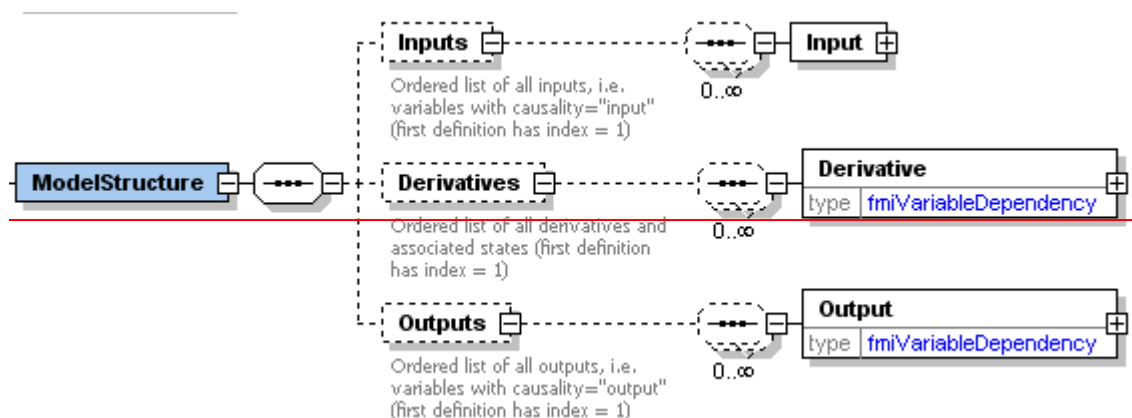 Inputs
Input
0..∞
Ordered list of all inputs, i.e.
variables with causality="input"
(first definition has index = 1)
ModelStructure
Derivatives
Derivative
type fmiVariableDependency
0..∞
Ordered list of all derivatives and
associated states (first definition
has index = 1)
Outputs
Output
type fmiVariableDependency
0..∞
Ordered list of all outputs, i.e.
variables with causality="output"
(first definition has index = 1)